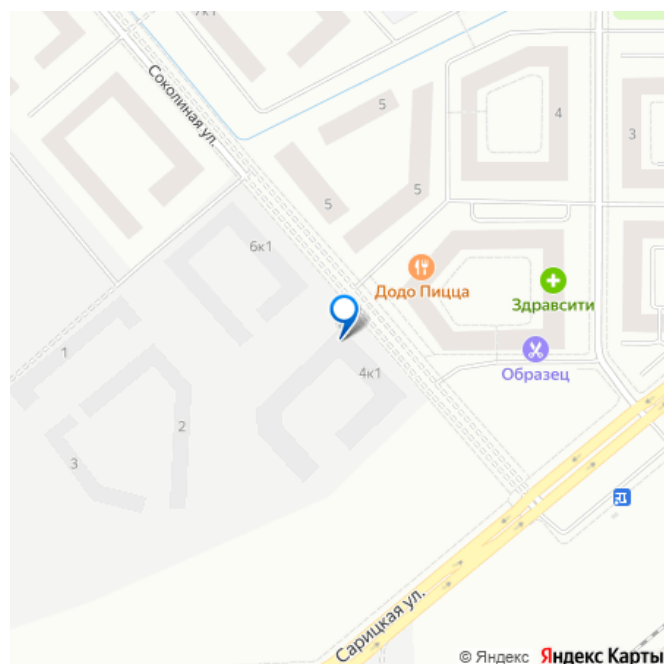 7к1
Соколиная ул.
5
4
3
5
5
6к1
Додо Пицца
Здравсити
1
4к1
Образец
2
3
Сарицкая ул.
© Яндекс Яндекс Карты